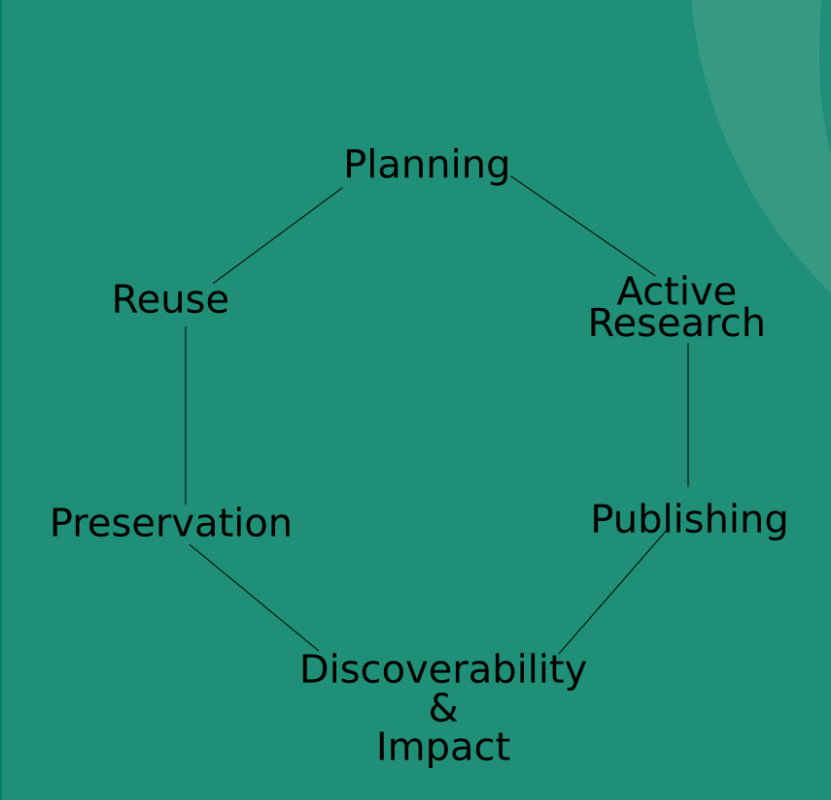 Planning
Reuse
Active
Research
Preservation
Publishing
Discoverability
&
Impact